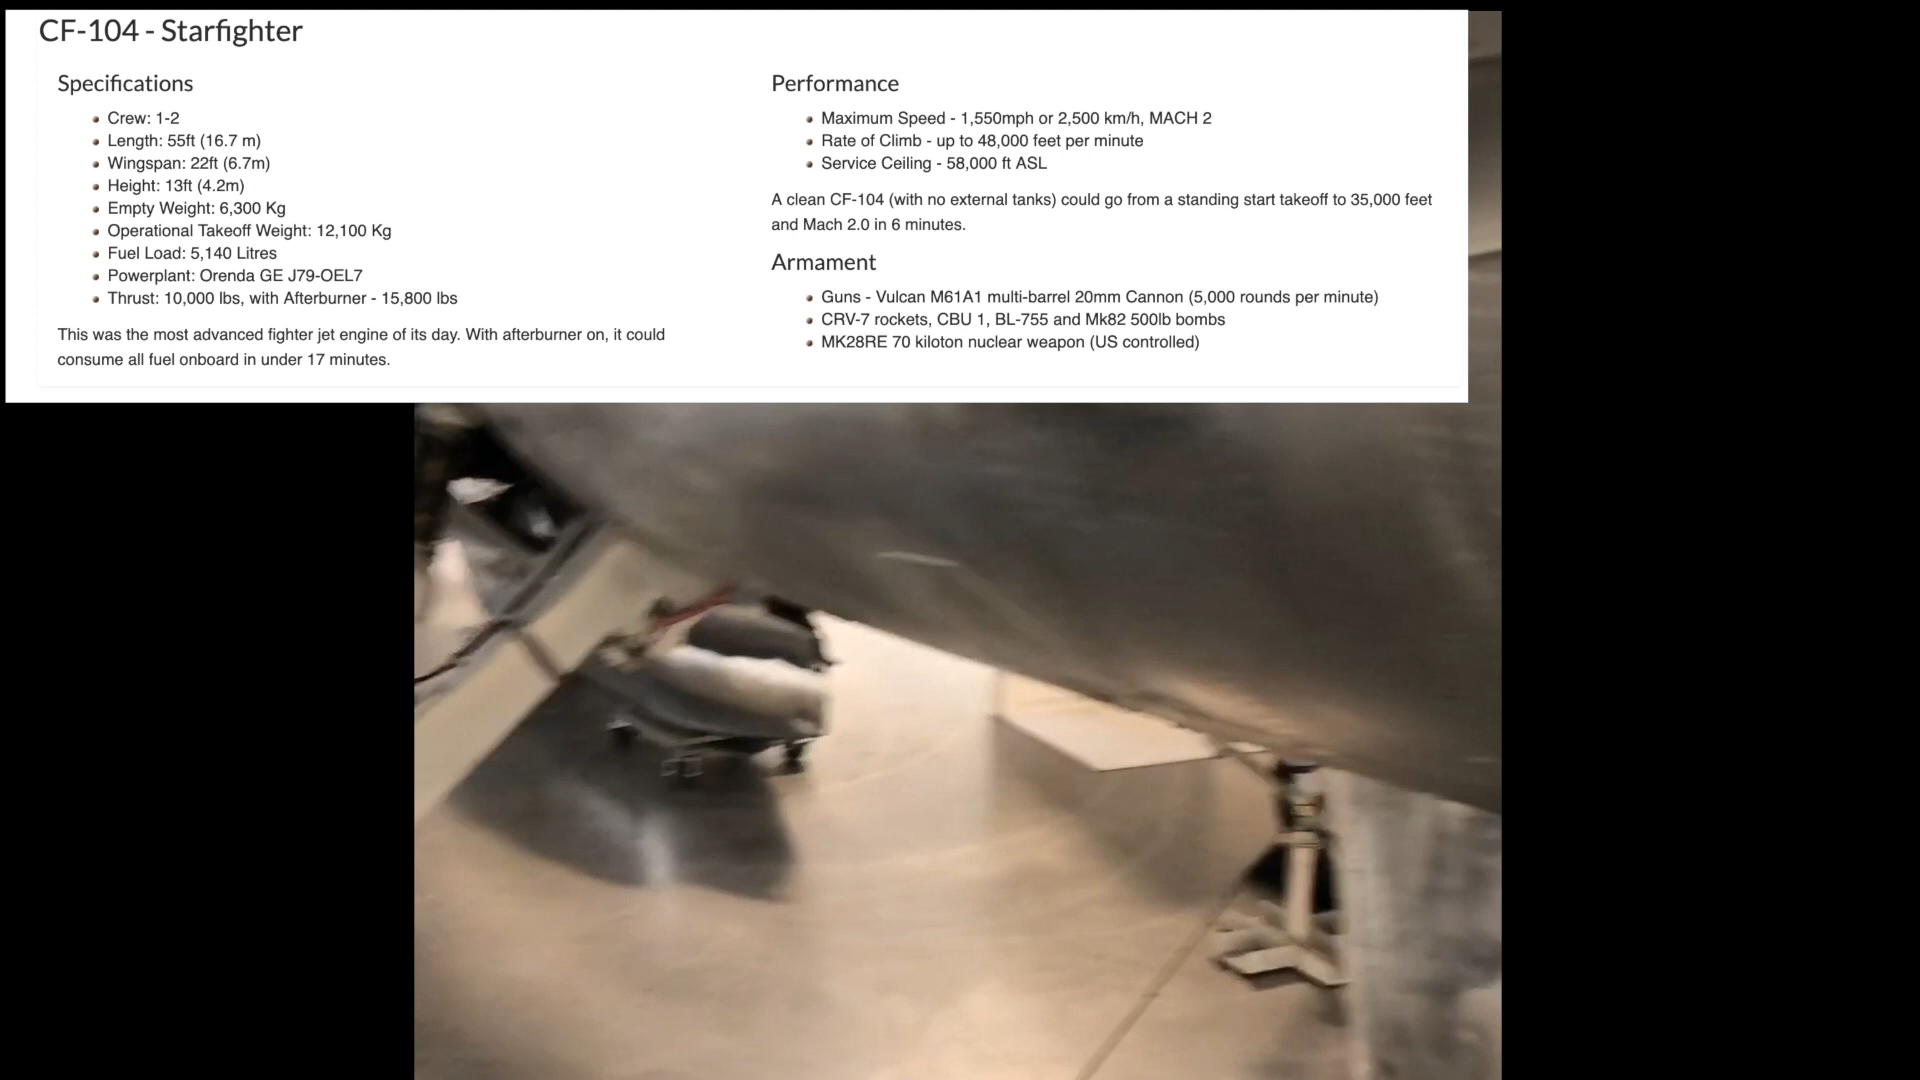 CF-104 - Starfighter
Specifications
Crew: 1-2
Length: 55ft (16.7 m)
Wingspan: 22ft (6.7m)
Height: 13ft (4.2m)
Empty Weight: 6,300 Kg
Operational Takeoff Weight: 12,100 Kg
Fuel Load: 5,140 Litres
Powerplant: Orenda GE J79-OEL7
Thrust: 10,000 lbs, with Afterburner - 15,800 lbs
This was the most advanced fighter jet engine of its day. With afterburner on, it could
consume all fuel onboard in under 17 minutes.
Performance
Maximum Speed - 1,550mph or 2,500 km/h, MACH 2
Rate of Climb - up to 48,000 feet per minute
Service Ceiling - 58,000 ft ASL
A clean CF-104 (with no external tanks) could go from a standing start takeoff to 35,000 feet
and Mach 2.0 in 6 minutes.
Armament
Guns - Vulcan M61A1 multi-barrel 20mm Cannon (5,000 rounds per minute)
CRV-7 rockets, CBU 1, BL-755 and Mk82 500lb bombs
MK28RE 70 kiloton nuclear weapon (US controlled)